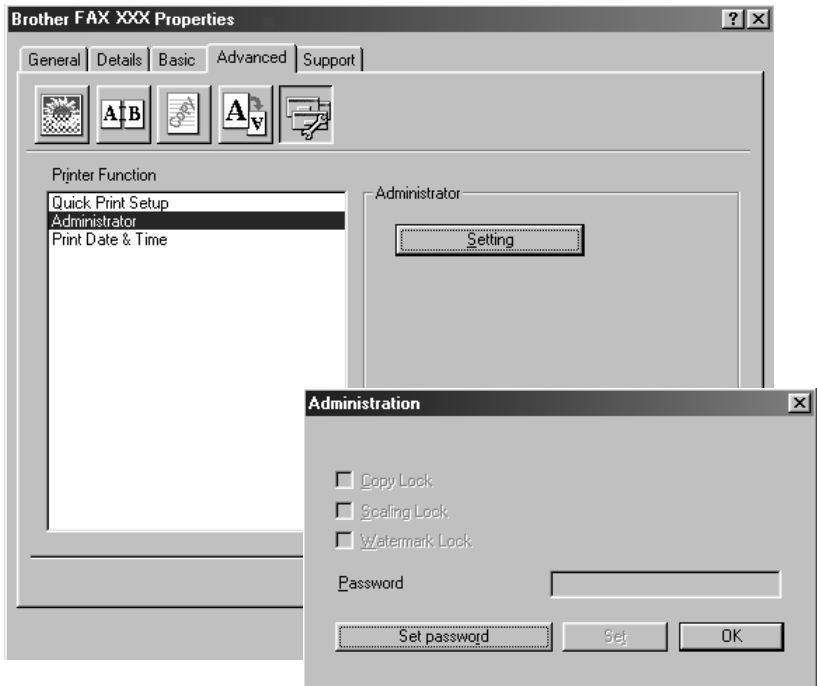 Brother FAX XXX Properties
General Details Basic Advanced Support
A B Copy A A
Printer Function
Quick Print Setup
Administrator
Print Date & Time
Administrator
Setting
Administration
Copy Lock
Scaling Lock
Watermark Lock
Password
Set password Set OK